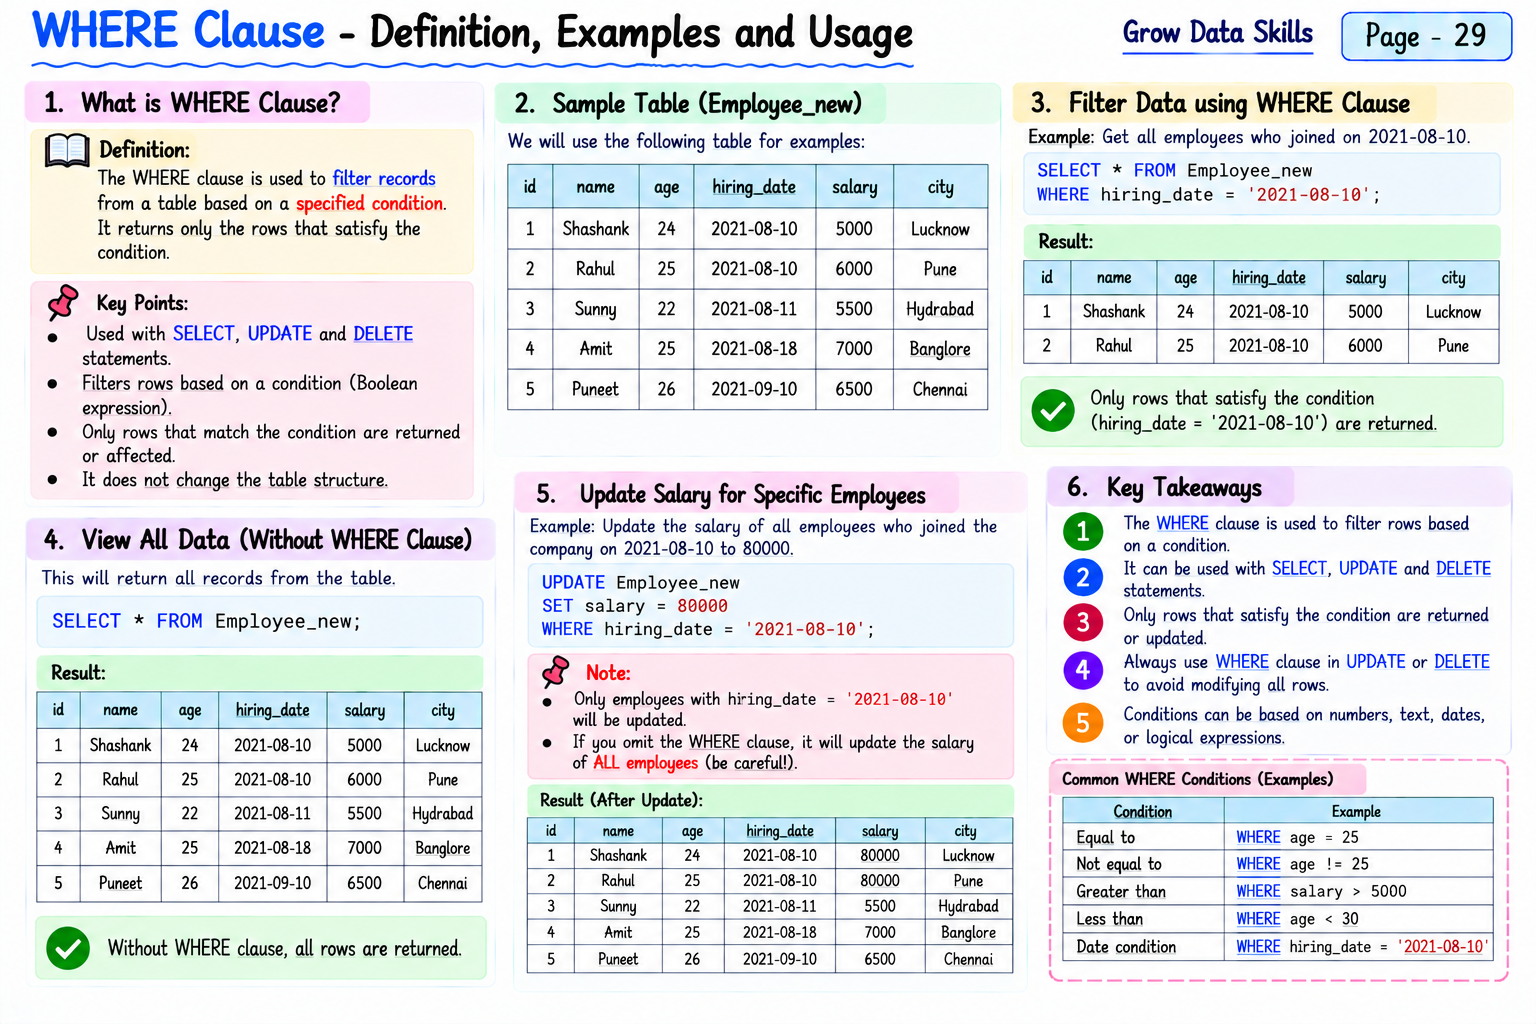 WHERE Clause - Definition, Examples and Usage
Grow Data Skills
Page - 29
1. What is WHERE Clause?
Definition:
The WHERE clause is used to filter records
from a table based on a specified condition.
It returns only the rows that satisfy the
condition.
Key Points:
● Used with SELECT, UPDATE and DELETE
statements.
● Filters rows based on a condition (Boolean
expression).
● Only rows that match the condition are returned
or affected.
● It does not change the table structure.
2. Sample Table (Employee_new)
We will use the following table for examples:
id name age hiring_date salary city
1 Shashank 24 2021-08-10 5000 Lucknow
2 Rahul 25 2021-08-10 6000 Pune
3 Sunny 22 2021-08-11 5500 Hydrabad
4 Amit 25 2021-08-18 7000 Banglore
5 Puneet 26 2021-09-10 6500 Chennai
3. Filter Data using WHERE Clause
Example: Get all employees who joined on 2021-08-10.
SELECT * FROM Employee_new
WHERE hiring_date = '2021-08-10';
Result:
id name age hiring_date salary city
1 Shashank 24 2021-08-10 5000 Lucknow
2 Rahul 25 2021-08-10 6000 Pune
Only rows that satisfy the condition
(hiring_date = '2021-08-10') are returned.
4. View All Data (Without WHERE Clause)
This will return all records from the table.
SELECT * FROM Employee_new;
Result:
id name age hiring_date salary city
1 Shashank 24 2021-08-10 5000 Lucknow
2 Rahul 25 2021-08-10 6000 Pune
3 Sunny 22 2021-08-11 5500 Hydrabad
4 Amit 25 2021-08-18 7000 Banglore
5 Puneet 26 2021-09-10 6500 Chennai
Without WHERE clause, all rows are returned.
5. Update Salary for Specific Employees
Example: Update the salary of all employees who joined the
company on 2021-08-10 to 80000.
UPDATE Employee_new
SET salary = 80000
WHERE hiring_date = '2021-08-10';
Note:
● Only employees with hiring_date = '2021-08-10'
will be updated.
● If you omit the WHERE clause, it will update the salary
of ALL employees (be careful!).
Result (After Update):
id name age hiring_date salary city
1 Shashank 24 2021-08-10 80000 Lucknow
2 Rahul 25 2021-08-10 80000 Pune
3 Sunny 22 2021-08-11 5500 Hydrabad
4 Amit 25 2021-08-18 7000 Banglore
5 Puneet 26 2021-09-10 6500 Chennai
6. Key Takeaways
1 The WHERE clause is used to filter rows based
on a condition.
2 It can be used with SELECT, UPDATE and DELETE
statements.
3 Only rows that satisfy the condition are returned
or updated.
4 Always use WHERE clause in UPDATE or DELETE
to avoid modifying all rows.
5 Conditions can be based on numbers, text, dates,
or logical expressions.
Common WHERE Conditions (Examples)
Condition Example
Equal to WHERE age = 25
Not equal to WHERE age != 25
Greater than WHERE salary > 5000
Less than WHERE age < 30
Date condition WHERE hiring_date = '2021-08-10'